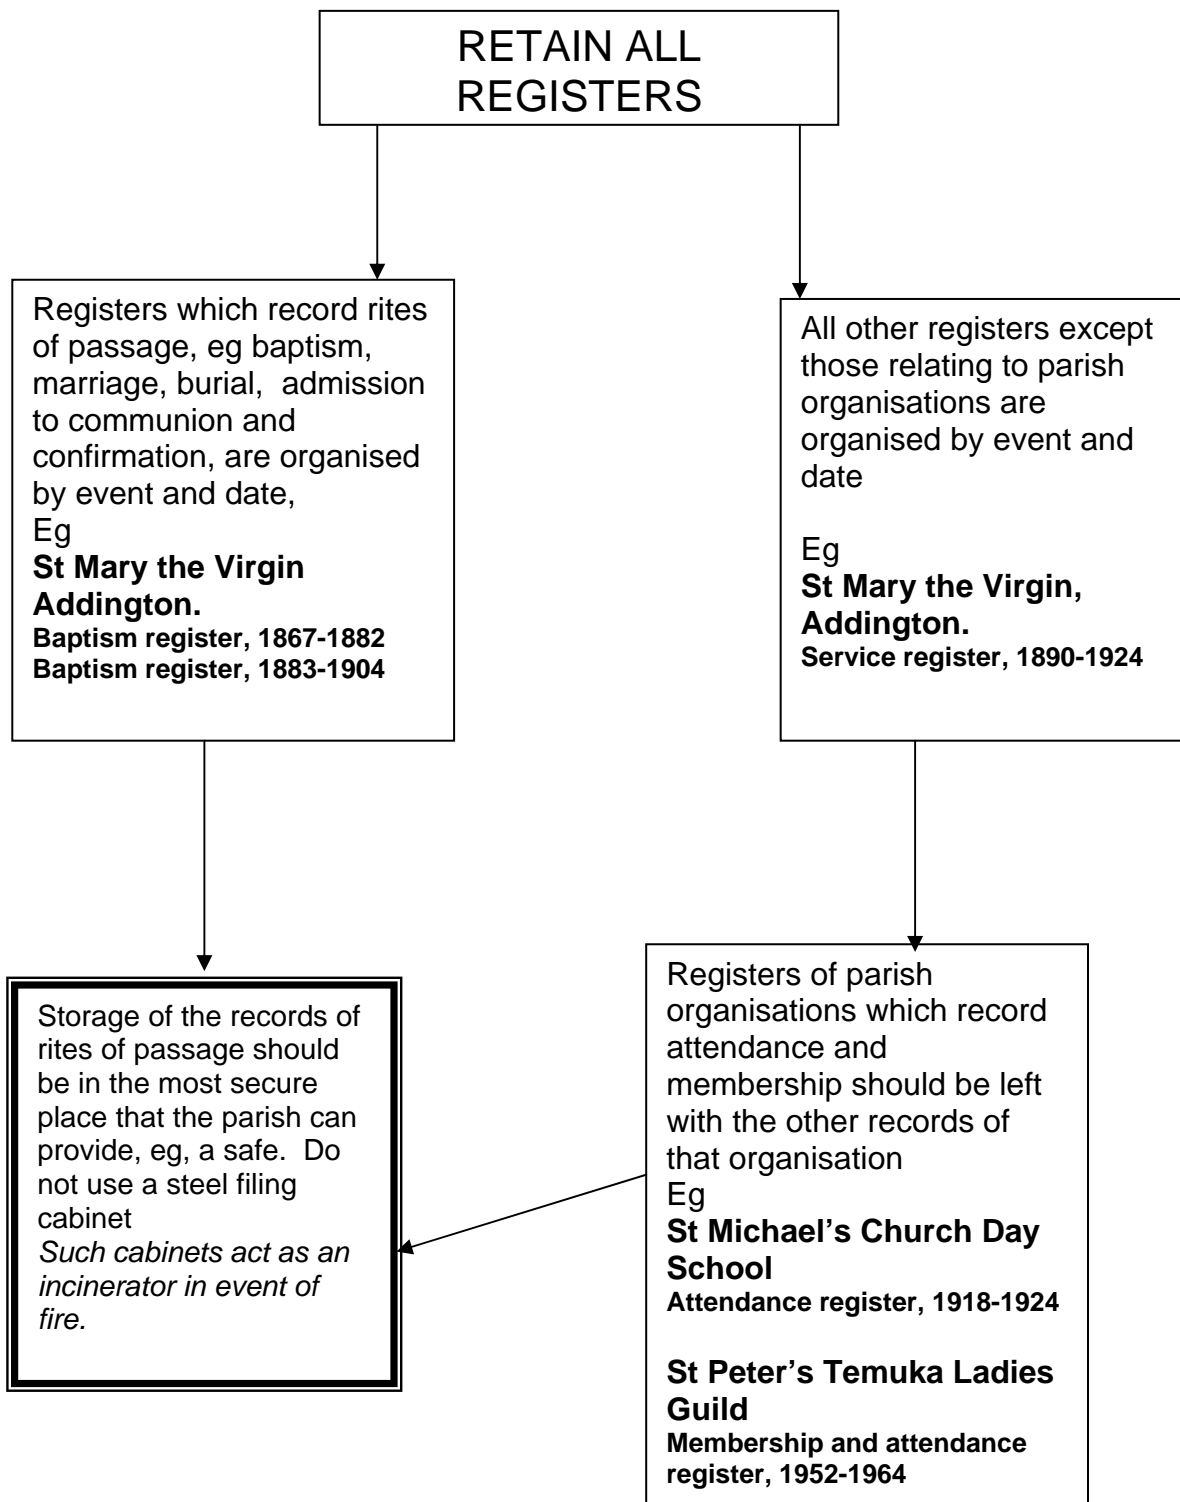 RETAIN ALL
REGISTERS
Registers which record rites
of passage, eg baptism,
marriage, burial,  admission
to communion and
confirmation, are organised
by event and date,
Eg
St Mary the Virgin
Addington.
Baptism register, 1867-1882
Baptism register, 1883-1904
All other registers except
those relating to parish
organisations are
organised by event and
date
Eg
St Mary the Virgin,
Addington.
Service register, 1890-1924
Storage of the records of
rites of passage should
be in the most secure
place that the parish can
provide, eg, a safe.  Do
not use a steel filing
cabinet
Such cabinets act as an
incinerator in event of
fire.
Registers of parish
organisations which record
attendance and
membership should be left
with the other records of
that organisation
Eg
St Michael’s Church Day
School
Attendance register, 1918-1924
St Peter’s Temuka Ladies
Guild
Membership and attendance
register, 1952-1964